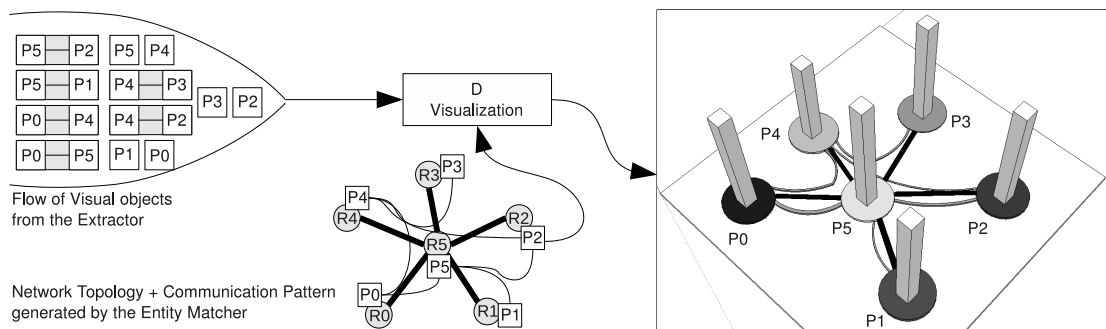 P5 P2 P5 P4
P5 P1 P4 P3
P3 P2
P0 P4 P4 P2
P0 P5 P1 P0
Flow of Visual objects
from the Extractor
D
Visualization
R3 P3
P4
R4 R2
P2
R5
P5
P0
R0 R1 P1
Network Topology + Communication Pattern
generated by the Entity Matcher
P4 P3
P0 P5 P2
P1